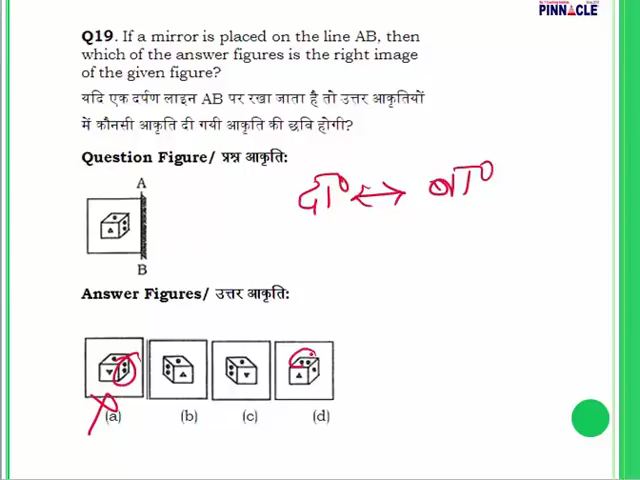 PINNACLE
Q19. If a mirror is placed on the line AB, then
which of the answer figures is the right image
of the given figure?
यदि एक दर्पण लाइन AB पर रखा जाता है तो उत्तर आकृतियों
में कौनसी आकृति दी गयी आकृति की छवि होगी?
Question Figure/ प्रश्न आकृति:
A
B
दा० बा०
Answer Figures/ उत्तर आकृति:
(a) (b) (c) (d)